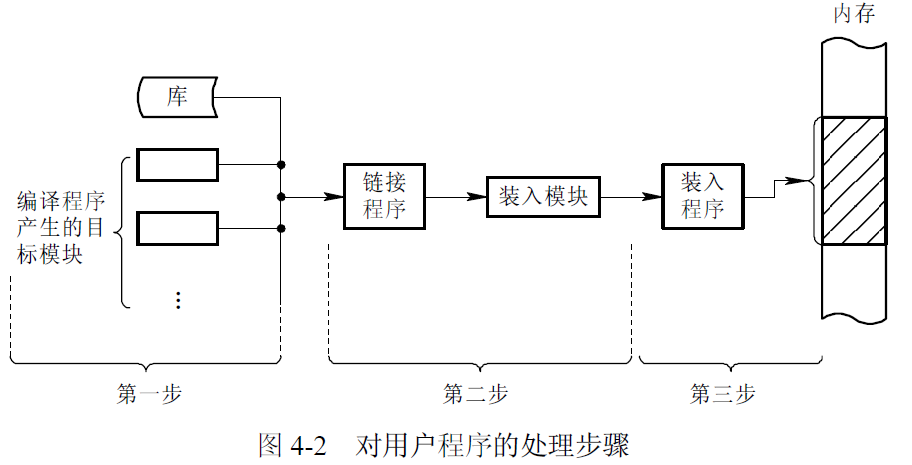 内存
库
编译程序
产生的目
标模块
⋮
链接
程序
装入模块
装入
程序
第一步
第二步
第三步
图 4-2 对用户程序的处理步骤